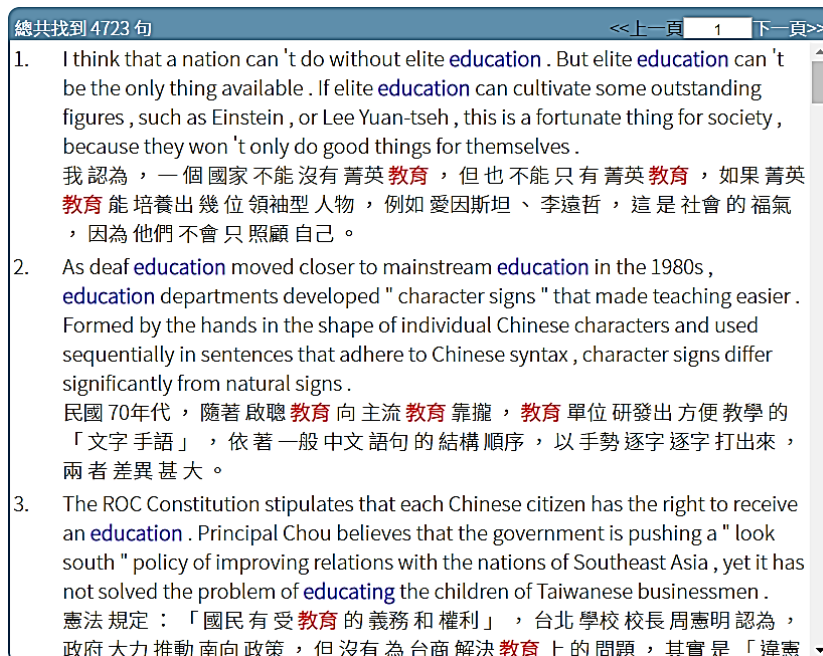 總共找到 4723 句 <<上一頁 1 下一頁>>
1. I think that a nation can 't do without elite education . But elite education can 't
be the only thing available . If elite education can cultivate some outstanding
figures , such as Einstein , or Lee Yuan-tseh , this is a fortunate thing for society ,
because they won 't only do good things for themselves .
我 認為 ， 一 個 國家 不能 沒有 菁英 教育 ， 但 也 不能 只 有 菁英 教育 ， 如果 菁英
教育 能 培養 出 幾 位 領袖型 人物 ， 例如 愛因斯坦 、 李遠哲 ， 這 是 社會 的 福氣
， 因為 他們 不會 只 照顧 自己 。
2. As deaf education moved closer to mainstream education in the 1980s ,
education departments developed " character signs " that made teaching easier .
Formed by the hands in the shape of individual Chinese characters and used
sequentially in sentences that adhere to Chinese syntax , character signs differ
significantly from natural signs .
民國 70年代 ， 隨著 啟聰 教育 向 主流 教育 靠攏 ， 教育 單位 研發出 方便 教學 的
「 文字 手語 」 ， 依 著 一般 中文 語句 的 結構 順序 ， 以 手勢 逐字 逐字 打出來 ，
兩 者 差異 甚 大 。
3. The ROC Constitution stipulates that each Chinese citizen has the right to receive
an education . Principal Chou believes that the government is pushing a " look
south " policy of improving relations with the nations of Southeast Asia , yet it has
not solved the problem of educating the children of Taiwanese businessmen .
憲法 規定 ： 「 國民 有 受 教育 的 義務 和 權利 」 ， 台北 學校 校長 周憲明 認為 ，
政府 大力 推動 南向 政策 ， 但 沒有 為 台商 解決 教育 上 的 問題 ， 其實 是 「 違憲